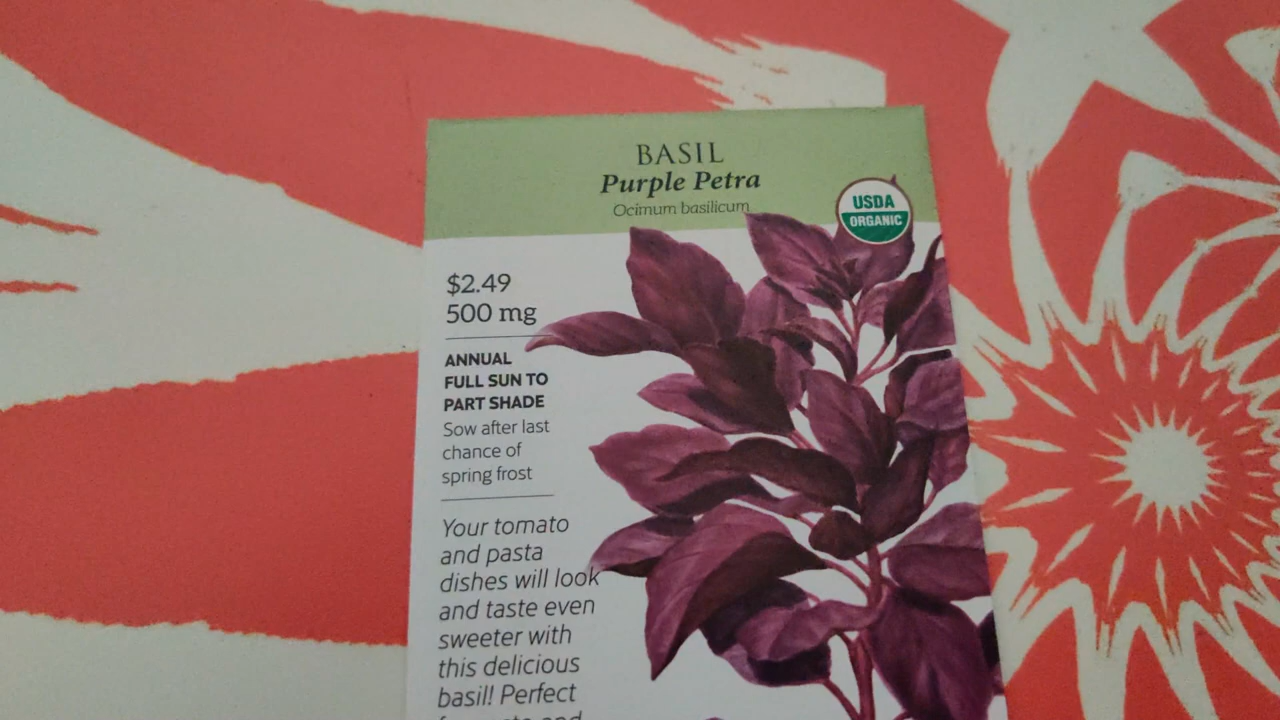 BASIL
Purple Petra
Ocimum basilicum
USDA
ORGANIC
$2.49
500 mg
ANNUAL
FULL SUN TO
PART SHADE
Sow after last
chance of
spring frost
Your tomato
and pasta
dishes will look
and taste even
sweeter with
this delicious
basil! Perfect